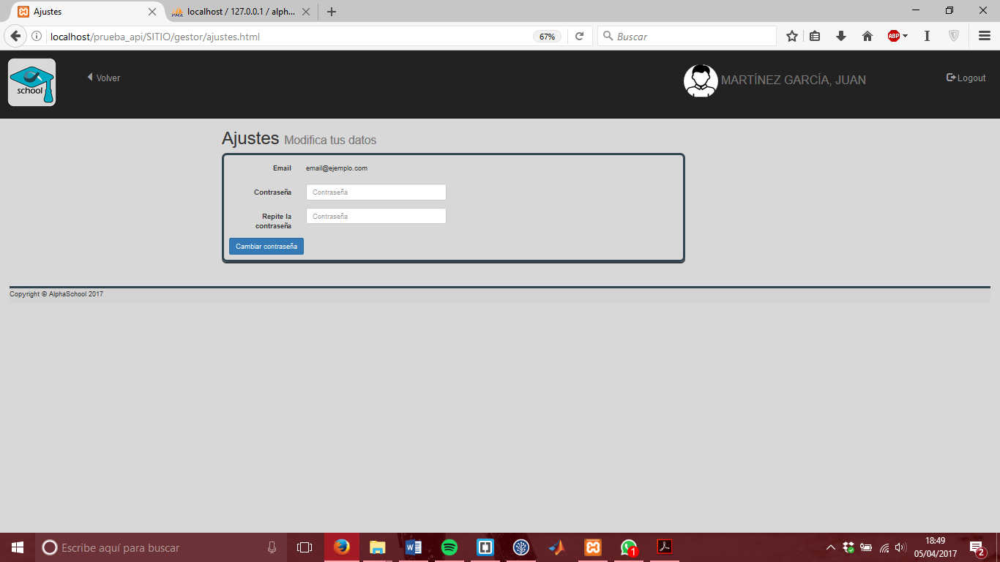 Ajustes
localhost / 127.0.0.1 / alph...
localhost/prueba_api/SITIO/gestor/ajustes.html
67%
Buscar
ABP
school
Volver
MARTÍNEZ GARCÍA, JUAN
Logout
Ajustes Modifica tus datos
Email email@ejemplo.com
Contraseña Contraseña
Repite la contraseña Contraseña
Cambiar contraseña
Copyright © AlphaSchool 2017
Escribe aquí para buscar
1
18:49
05/04/2017
2